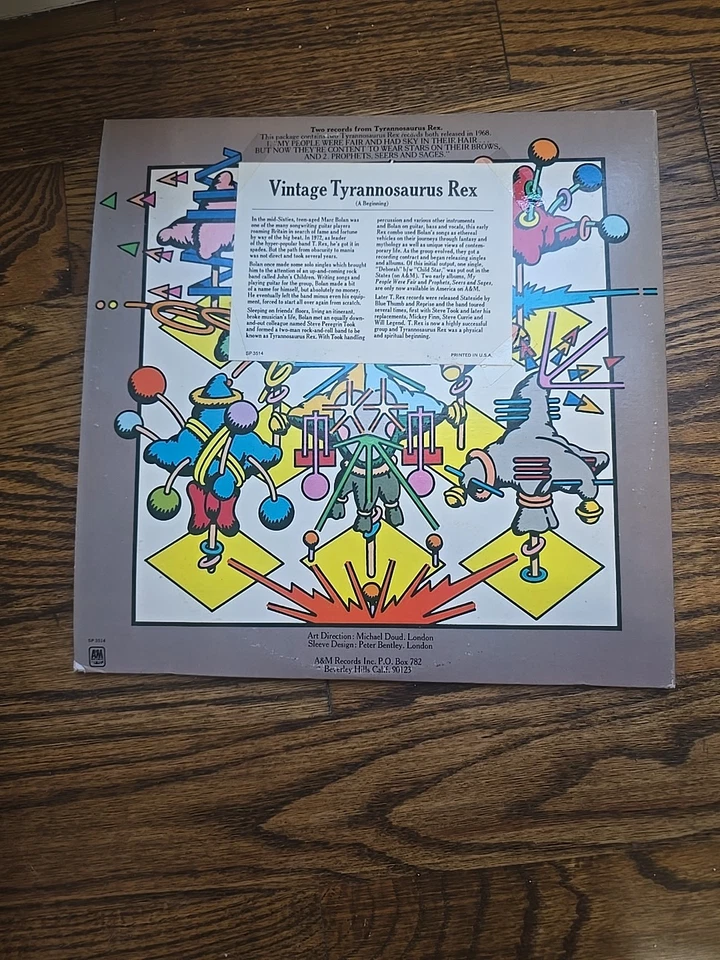 Two records from Tyrannosaurus Rex.
This package contains two Tyrannosaurus Rex records both released in 1968.
1. "MY PEOPLE WERE FAIR AND HAD SKY IN THEIR HAIR . . .
BUT NOW THEY'RE CONTENT TO WEAR STARS ON THEIR BROWS,
AND 2. PROPHETS, SEERS AND SAGES."
Vintage Tyrannosaurus Rex
(A Beginning)
In the mid-Sixties, teen-aged Marc Bolan was
one of the many songwriting guitar players
roaming Britain in search of fame and fortune
by way of the big beat. In 1972, as leader
of the hyper-popular band T. Rex, he's got it in
spades. But the path from obscurity to mania
was not direct and took several years.
Bolan once made some solo singles which brought
him to the attention of an up-and-coming rock
band called John's Children. Writing songs and
playing guitar for the group, Bolan made a bit
of a name for himself, but absolutely no money.
He eventually left the band minus even his equip-
ment, forced to start all over again from scratch.
Sleeping on friends' floors, living an itinerant,
broke musician's life, Bolan met an equally down-
and-out colleague named Steve Peregrin Took
and formed a two-man rock-and-roll band to be
known as Tyrannosaurus Rex. With Took handling
percussion and various other instruments
and Bolan on guitar, bass and vocals, this early
Rex combo used Bolan's songs as ethereal
vehicles on their journeys through fantasy and
mythology as well as unique views of contem-
porary life. As the group evolved, they got a
recording contract and began releasing singles
and albums. Of this initial output, one single,
"Deborah" b/w "Child Star," was put out in the
States (on A&M). Two early albums, My
People Were Fair and Prophets, Seers and Sages,
are only now available in America on A&M.
Later T. Rex records were released Stateside by
Blue Thumb and Reprise and the band toured
several times, first with Steve Took and later his
replacements, Mickey Finn, Steve Currie and
Will Legend. T. Rex is now a highly successful
group and Tyrannosaurus Rex was a physical
and spiritual beginning.
SP 3514
PRINTED IN U.S.A.
Art Direction: Michael Doud. London
Sleeve Design: Peter Bentley. London
SP 3514
A&M
A&M Records Inc. P.O. Box 782
Beverly Hills Calif. 90123